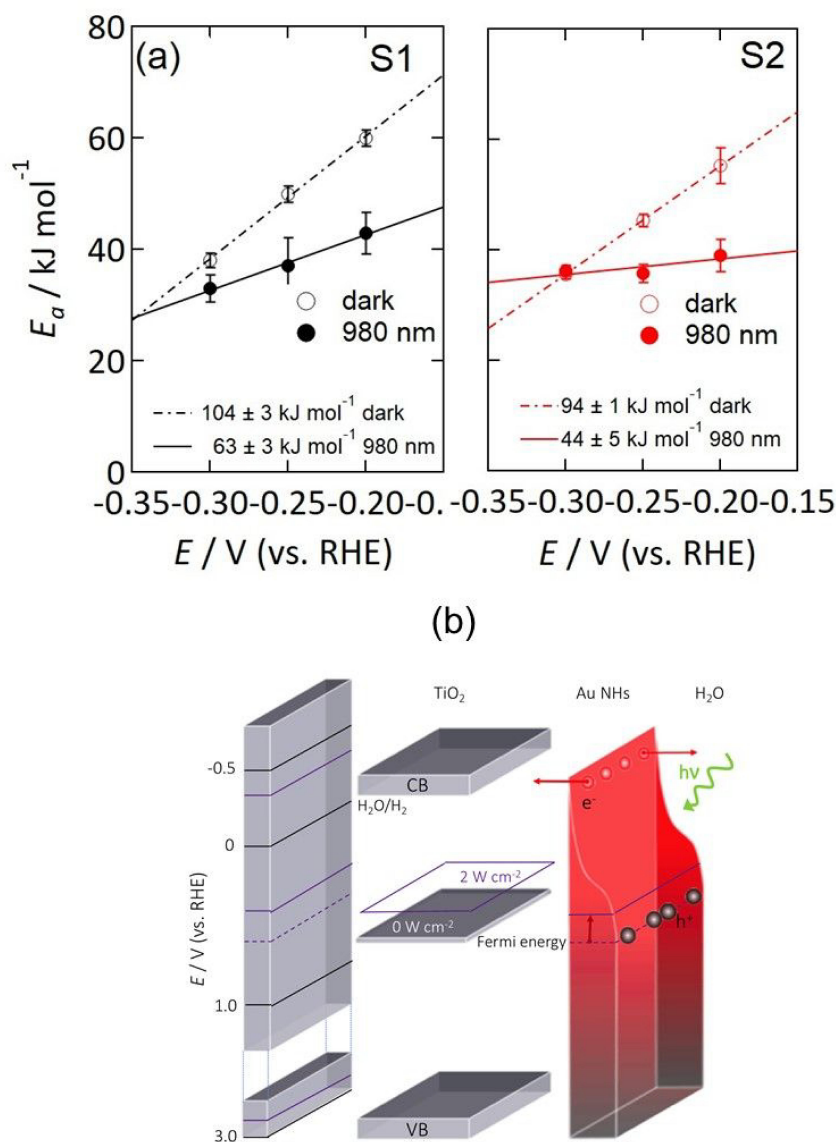 (a)
S1
S2
80
60
40
20
0
E_a / kJ mol⁻¹
dark
980 nm
104 ± 3 kJ mol⁻¹ dark
63 ± 3 kJ mol⁻¹ 980 nm
dark
980 nm
94 ± 1 kJ mol⁻¹ dark
44 ± 5 kJ mol⁻¹ 980 nm
-0.35-0.30-0.25-0.20-0.
-0.35-0.30-0.25-0.20-0.15
E / V (vs. RHE)
E / V (vs. RHE)
(b)
TiO₂
Au NHs
H₂O
-0.5
0
1.0
3.0
E / V (vs. RHE)
CB
H₂O/H₂
2 W cm⁻²
0 W cm⁻²
Fermi energy
VB
hν
e⁻
h⁺